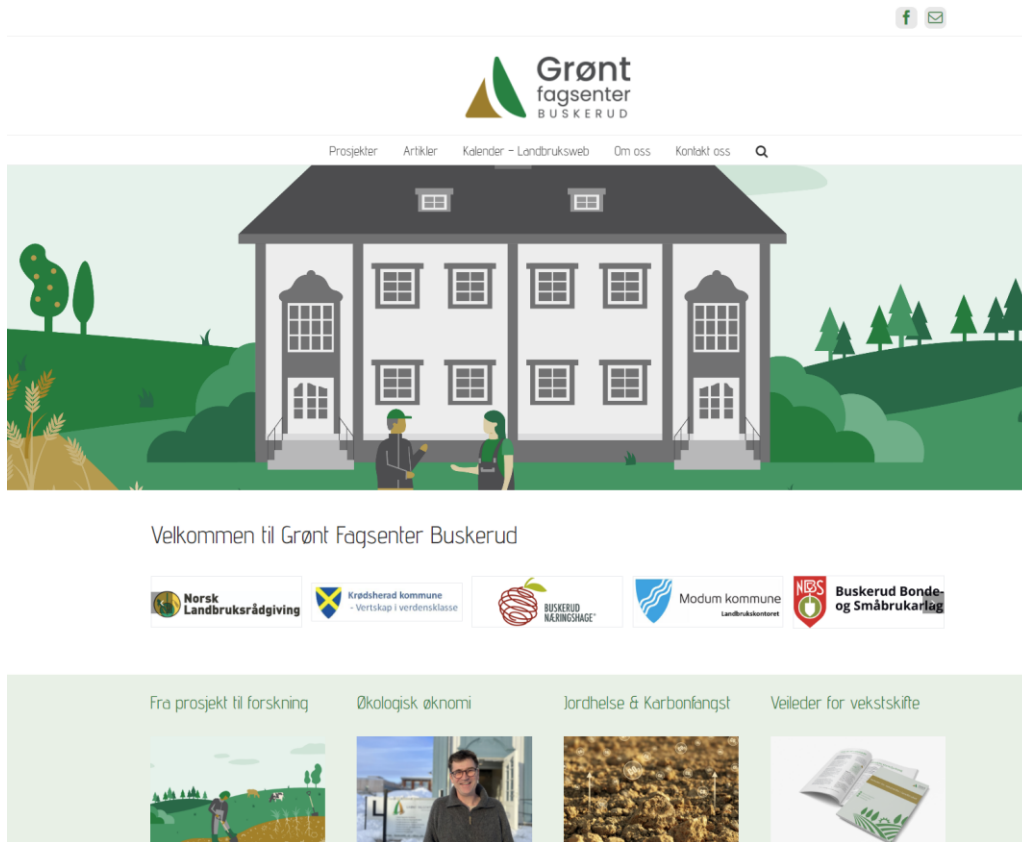 Grønt
fagsenter
BUSKERUD
Prosjekter Artikler Kalender – Landbruksweb Om oss Kontakt oss
Velkommen til Grønt Fagsenter Buskerud
Norsk
Landbruksrådgiving
Krødsherad kommune
- Vertskap i verdensklasse
BUSKERUD
NÆRINGSHAGE
Modum kommune
Landbrukskontoret
NBS
Buskerud Bonde-
og Småbrukarlag
Fra prosjekt til forskning
Økologisk øknomi
Jordhelse & Karbonfangst
Veileder for vekstskifte